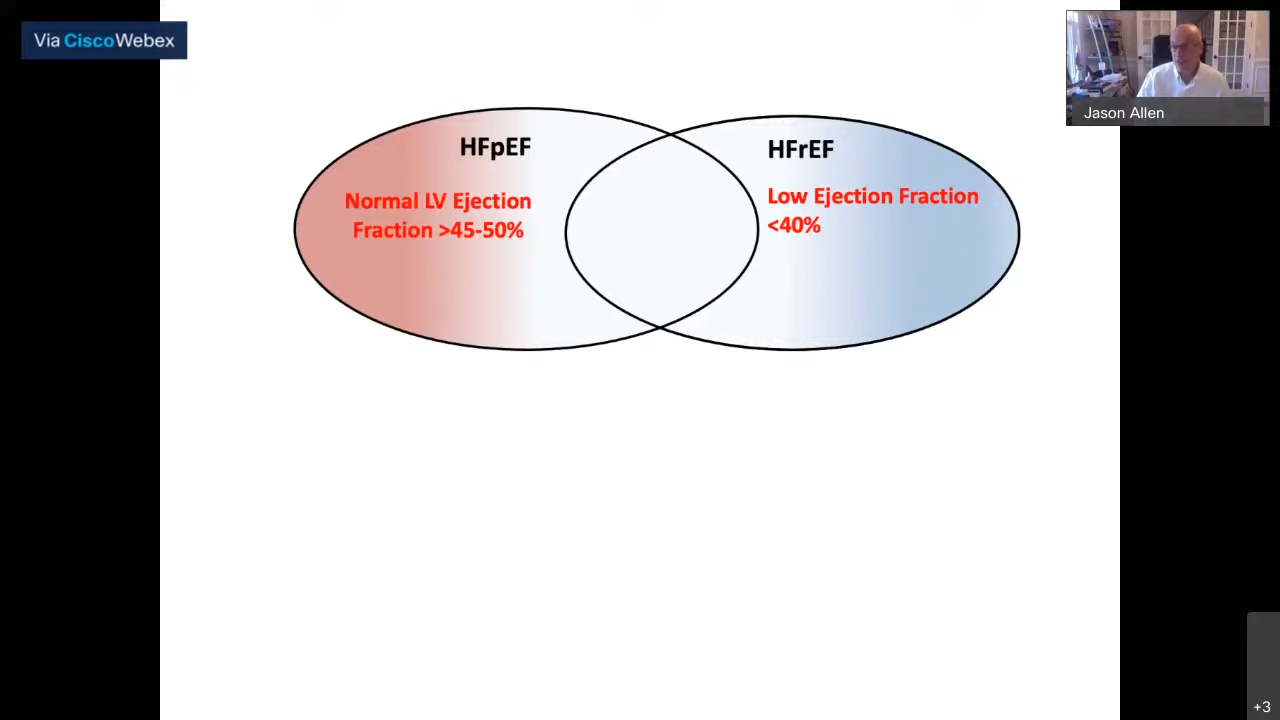 Via CiscoWebex
Jason Allen
HFpEF
HFrEF
Normal LV Ejection
Fraction >45-50%
Low Ejection Fraction
<40%
+3